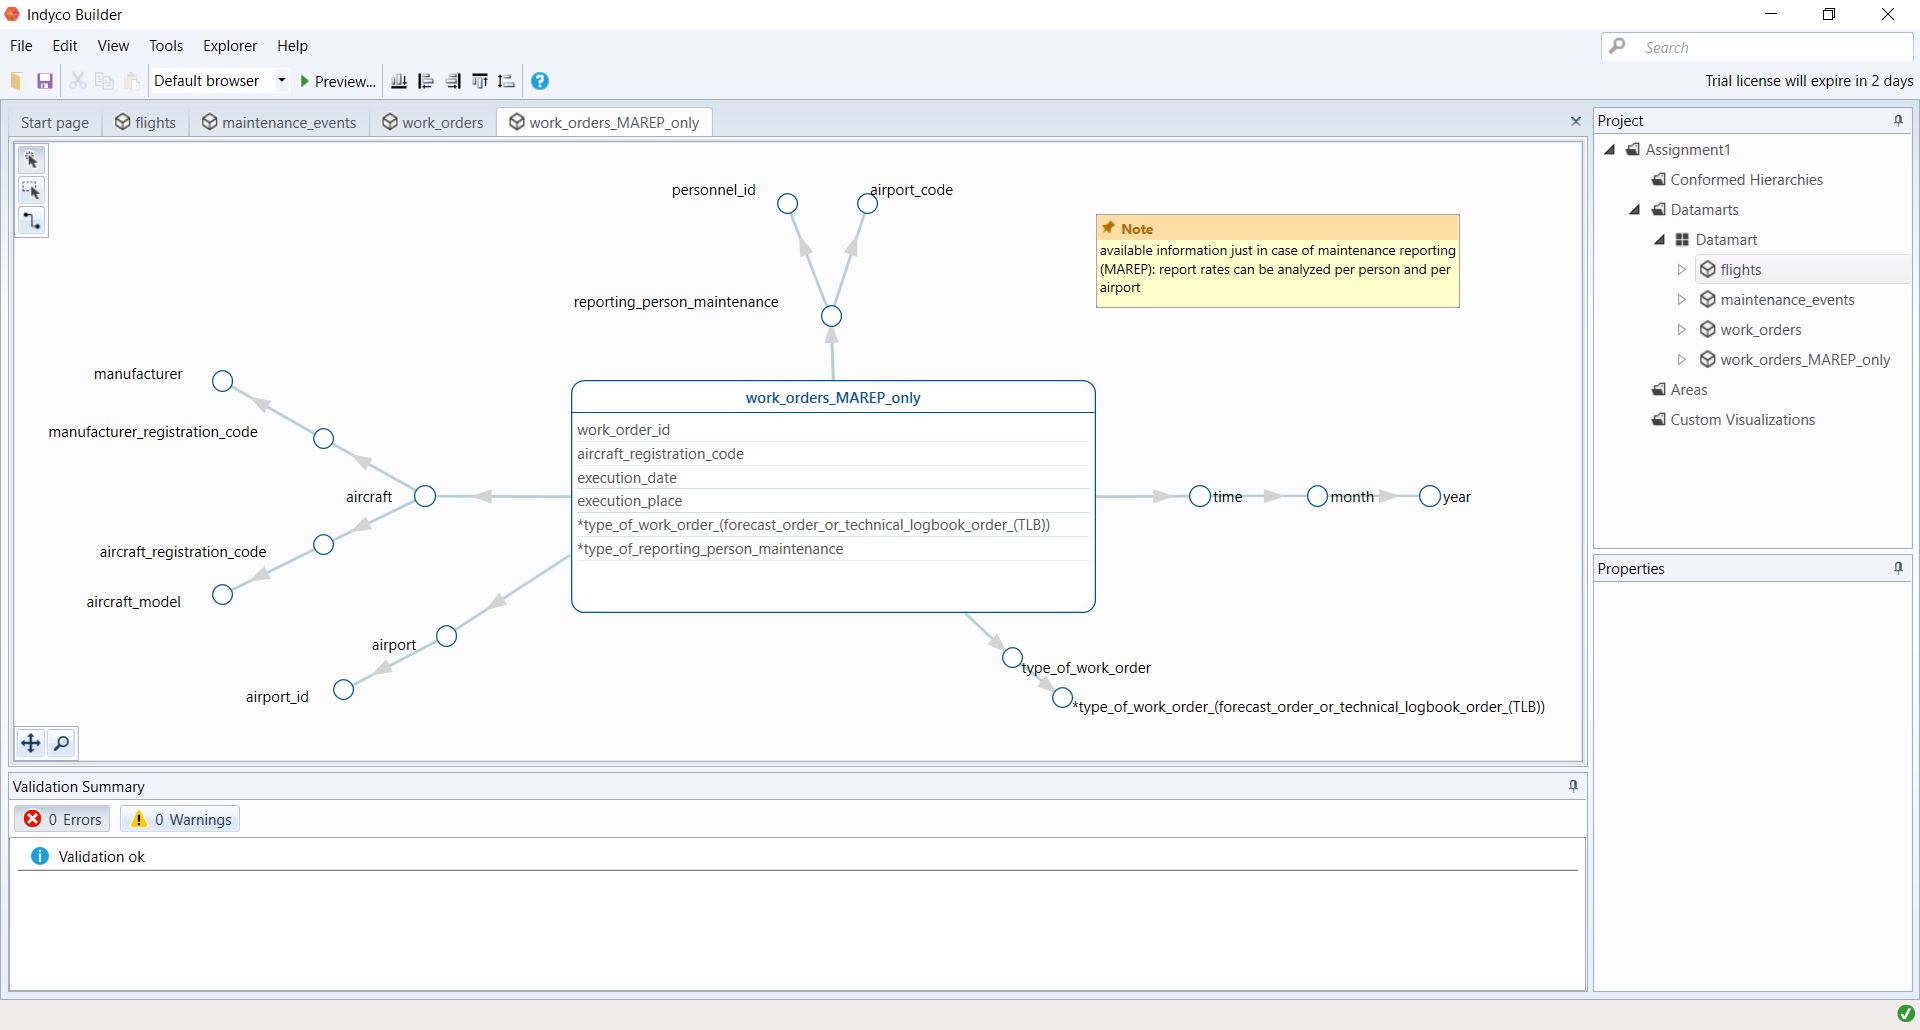 Indyco Builder
File Edit View Tools Explorer Help
Search
Default browser Preview...
Trial license will expire in 2 days
Start page flights maintenance_events work_orders work_orders_MAREP_only
personnel_id
airport_code
Note
available information just in case of maintenance reporting
(MAREP): report rates can be analyzed per person and per
airport
reporting_person_maintenance
manufacturer
manufacturer_registration_code
aircraft
aircraft_registration_code
aircraft_model
airport
airport_id
work_orders_MAREP_only
work_order_id
aircraft_registration_code
execution_date
execution_place
*type_of_work_order_(forecast_order_or_technical_logbook_order_(TLB))
*type_of_reporting_person_maintenance
time
month
year
type_of_work_order
*type_of_work_order_(forecast_order_or_technical_logbook_order_(TLB))
Project
Assignment1
Conformed Hierarchies
Datamarts
Datamart
flights
maintenance_events
work_orders
work_orders_MAREP_only
Areas
Custom Visualizations
Properties
Validation Summary
0 Errors 0 Warnings
Validation ok